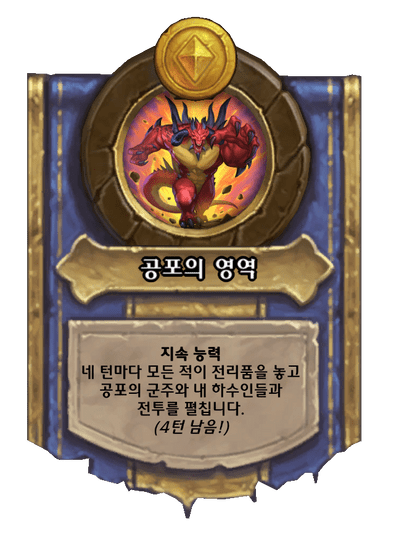 공포의 영역
지속 능력
네 턴마다 모든 적이 전리품을 놓고
공포의 군주와 내 하수인들과
전투를 펼칩니다.
(4턴 남음!)